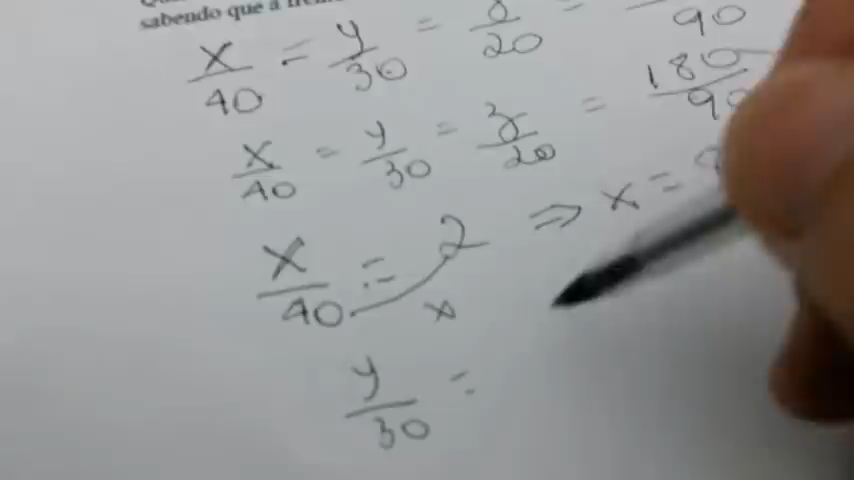 sabendo que a
x/40 = y/30 = z/20 = /90
x/40 = y/30 = z/20 = 180/90
x/40 = 2 ⇒ x =
x
y/30 =